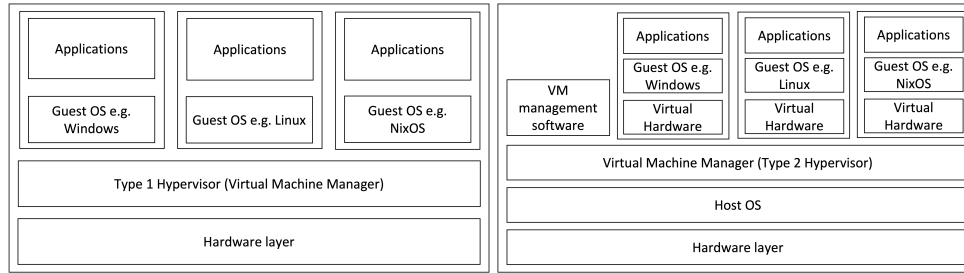 Applications
Applications
Applications
Guest OS e.g.
Windows
Guest OS e.g. Linux
Guest OS e.g.
NixOS
Type 1 Hypervisor (Virtual Machine Manager)
Hardware layer
Applications
Applications
Applications
Guest OS e.g.
Windows
Guest OS e.g.
Linux
Guest OS e.g.
NixOS
VM
management
software
Virtual
Hardware
Virtual
Hardware
Virtual
Hardware
Virtual Machine Manager (Type 2 Hypervisor)
Host OS
Hardware layer